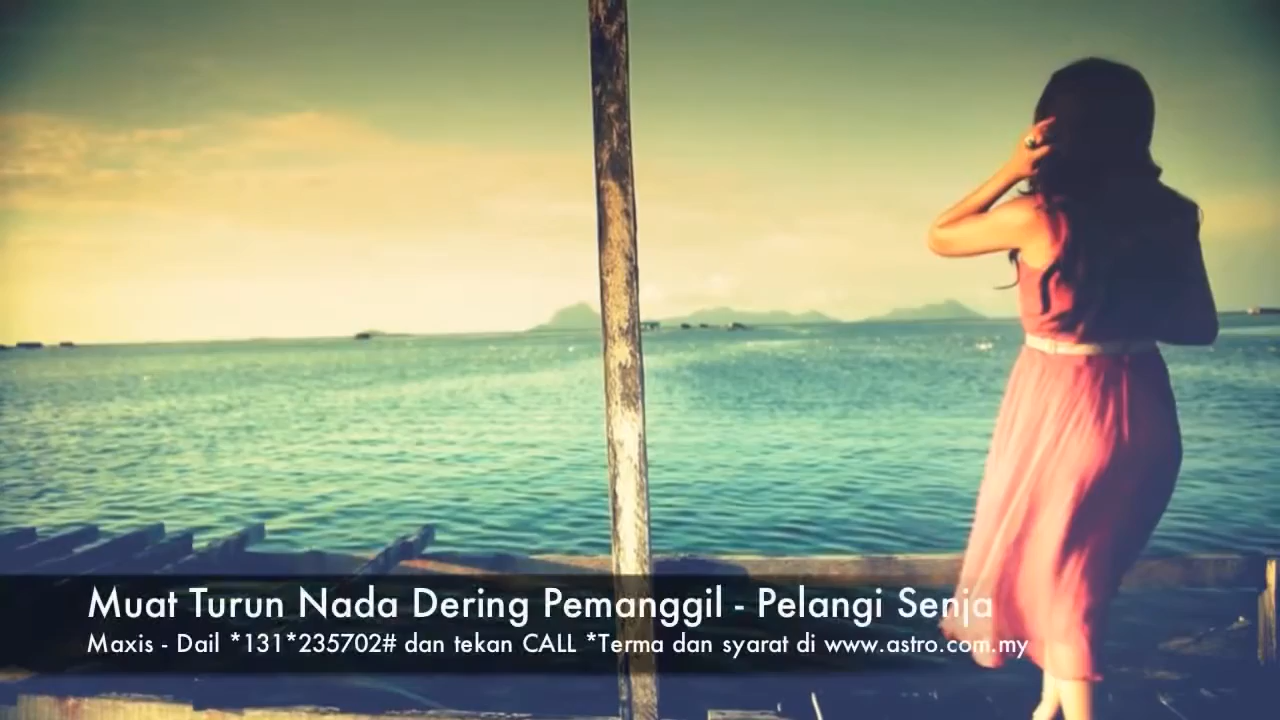 Muat Turun Nada Dering Pemanggil - Pelangi Senja
Maxis - Dail *131*235702# dan tekan CALL *Terma dan syarat di www.astro.com.my